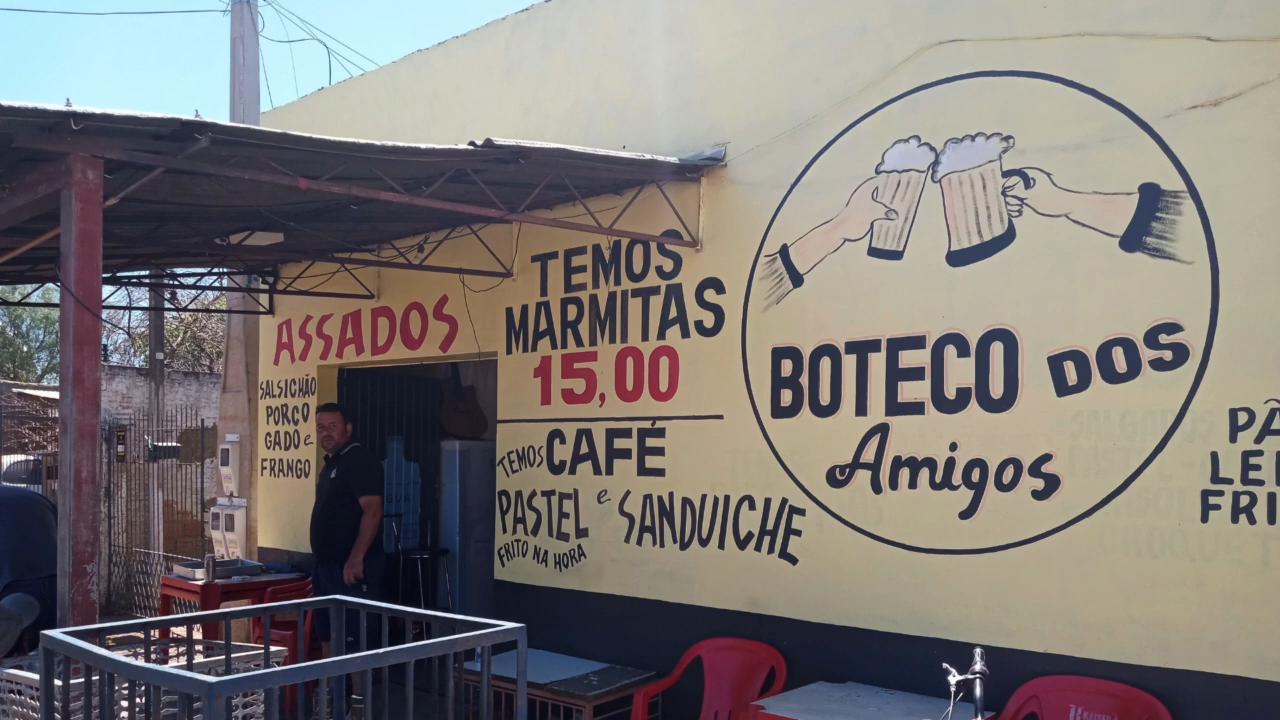 ASSADOS
SALSICHÃO
PORCO
GADO e
FRANGO
TEMOS
MARMITAS
15,00
TEMOS CAFÉ
PASTEL e SANDUICHE
FRITO NA HORA
BOTECO DOS
Amigos